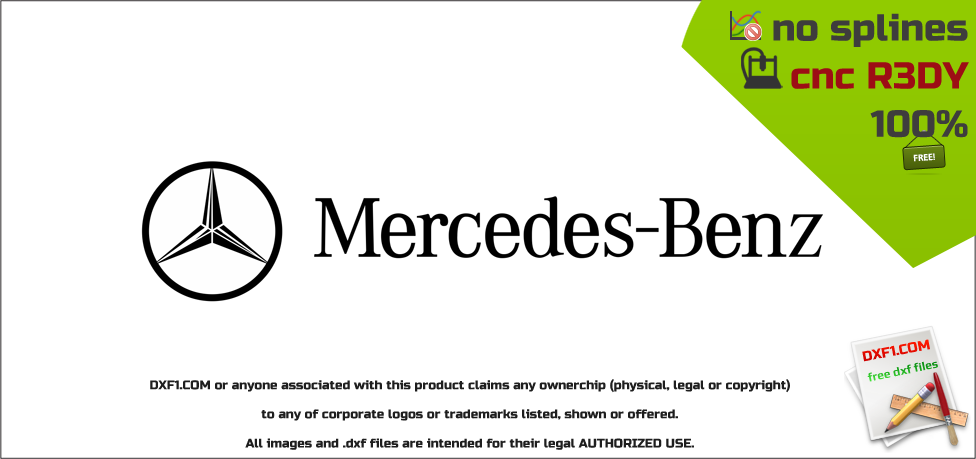 no splines
cnc R3DY
100%
FREE!
Mercedes-Benz
DXF1.COM
free dxf files
DXF1.COM or anyone associated with this product claims any ownerchip (physical, legal or copyright)
to any of corporate logos or trademarks listed, shown or offered.
All images and .dxf files are intended for their legal AUTHORIZED USE.